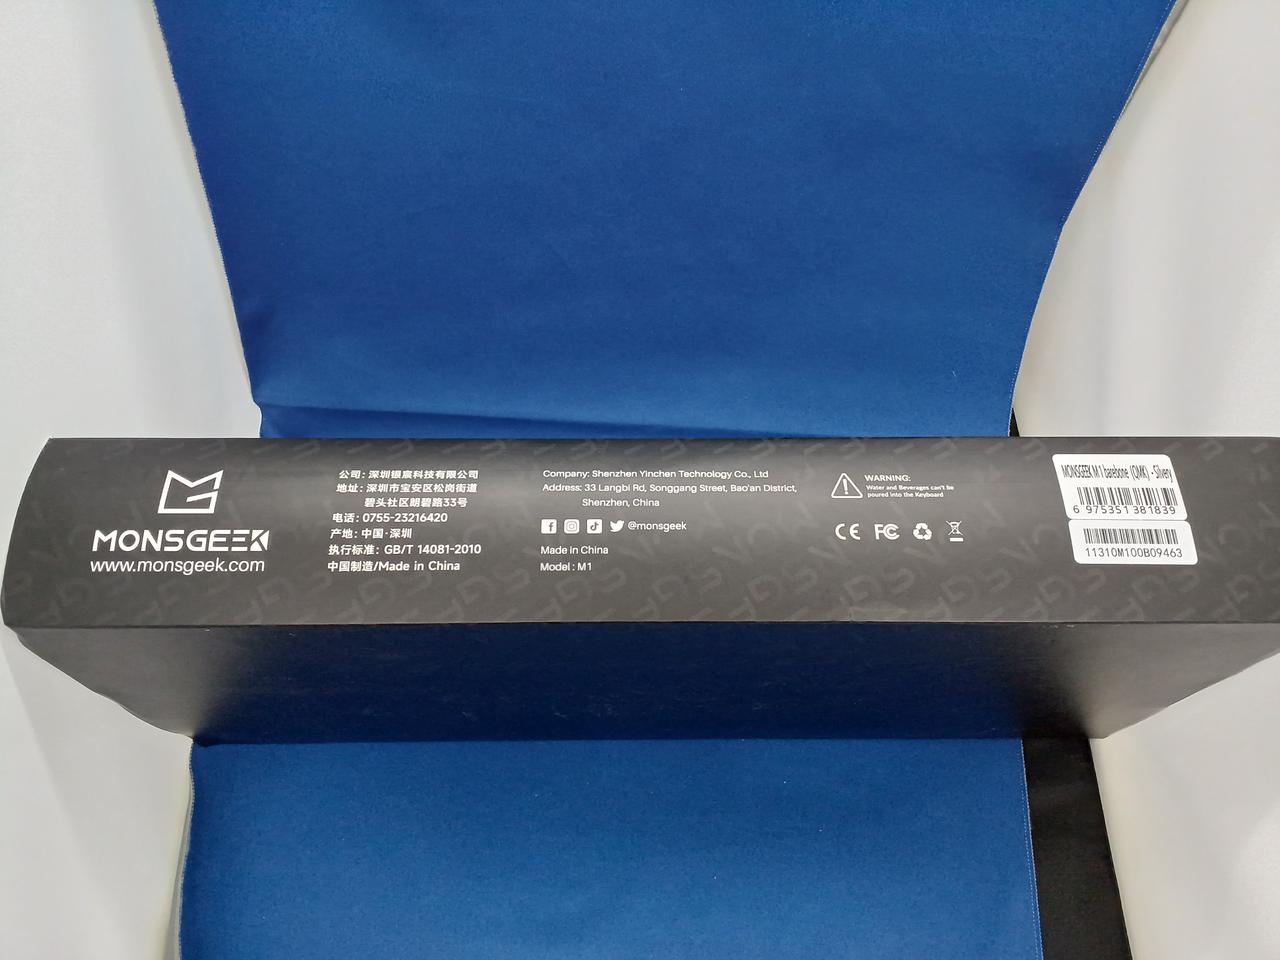 MONSGEEK
www.monsgeek.com
公司: 深圳银宸科技有限公司
地址: 深圳市宝安区松岗街道
碧头社区朗碧路33号
电话: 0755-23216420
产地: 中国·深圳
执行标准: GB/T 14081-2010
中国制造/Made in China
Company: Shenzhen Yinchen Technology Co., Ltd
Address: 33 Langbi Rd, Songgang Street, Bao'an District,
Shenzhen, China
@monsgeek
Made in China
Model : M1
WARNING:
Water and Beverages can't be
poured into the Keyboard
CE FC
MONSGEEK M1 barebone (QMK) - Silvery
6 975351 381839
11310M100B09463